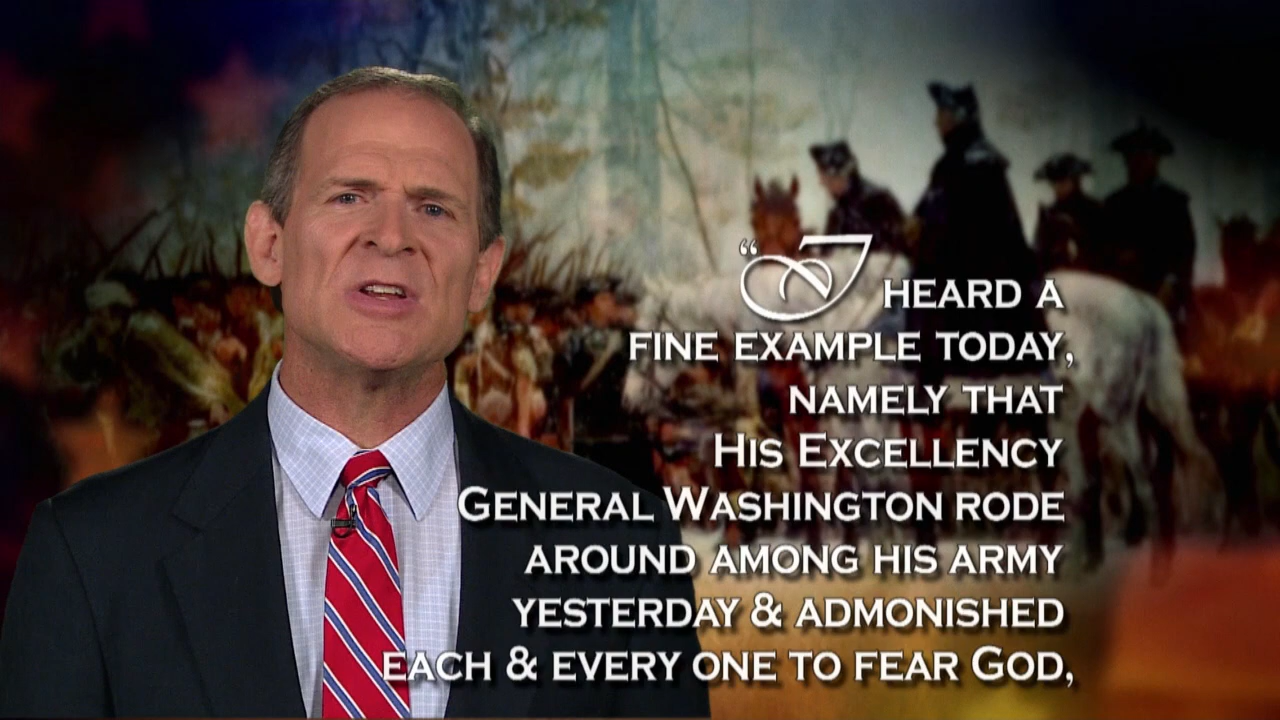 “I HEARD A
FINE EXAMPLE TODAY,
NAMELY THAT
HIS EXCELLENCY
GENERAL WASHINGTON RODE
AROUND AMONG HIS ARMY
YESTERDAY & ADMONISHED
EACH & EVERY ONE TO FEAR GOD,